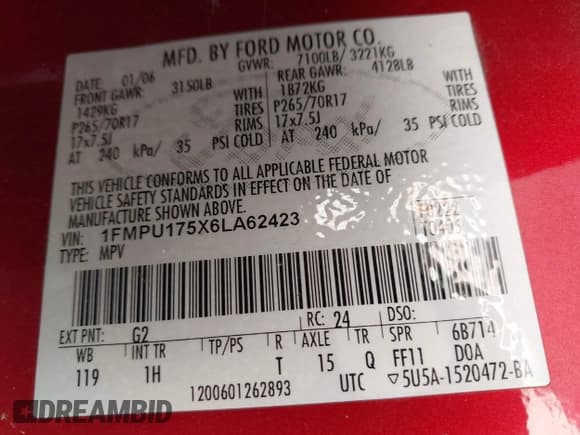 MFD. BY FORD MOTOR CO.
DATE: 01/06 GVWR: 7100LB/ 3221KG
FRONT GAWR: 3150LB REAR GAWR: 4128LB
1429KG WITH 1872KG WITH
P265/70R17 TIRES P265/70R17 TIRES
17x7.5J RIMS 17x7.5J RIMS
AT 240 kPa/ 35 PSI COLD AT 240 kPa/ 35 PSI COLD
THIS VEHICLE CONFORMS TO ALL APPLICABLE FEDERAL MOTOR
VEHICLE SAFETY STANDARDS IN EFFECT ON THE DATE OF
MANUFACTURE SHOWN ABOVE.
VIN: 1FMPU175X6LA62423
TYPE: MPV
EXT PNT: G2 RC: 24 DSO:
WB INT TR TP/PS R AXLE TR SPR 6B714
119 1H T 15 Q FF11 DOA
1200601262893 UTC ▽5U5A-1520472-BA
DREAMBID